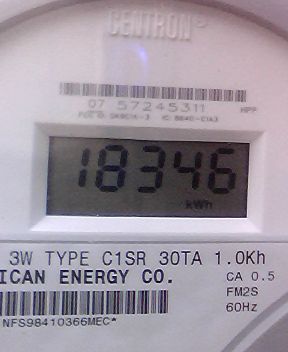 CENTRON
07 57245311 HPP
18346
kWh
3W TYPE C1SR 30TA 1.0Kh
ICAN ENERGY CO. CA 0.5
FM2S
60Hz
NFS98410366MEC*